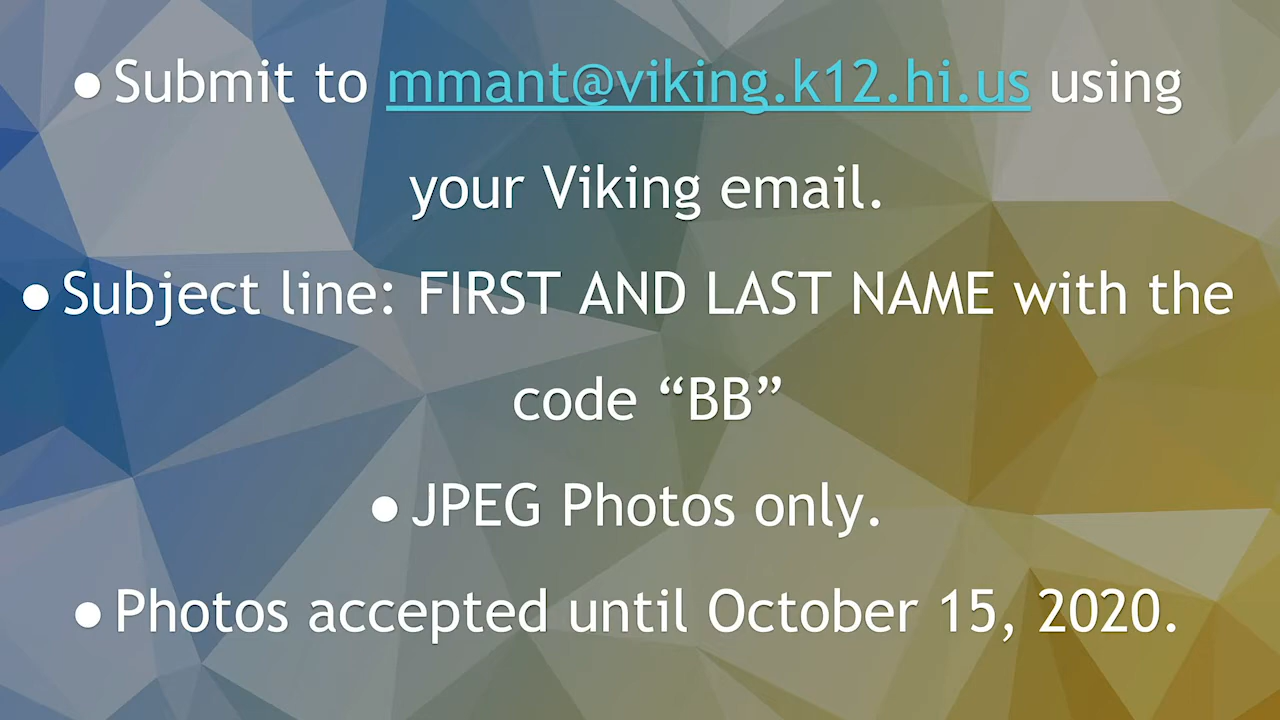 ●Submit to mmant@viking.k12.hi.us using
your Viking email.
●Subject line: FIRST AND LAST NAME with the
code “BB”
●JPEG Photos only.
●Photos accepted until October 15, 2020.